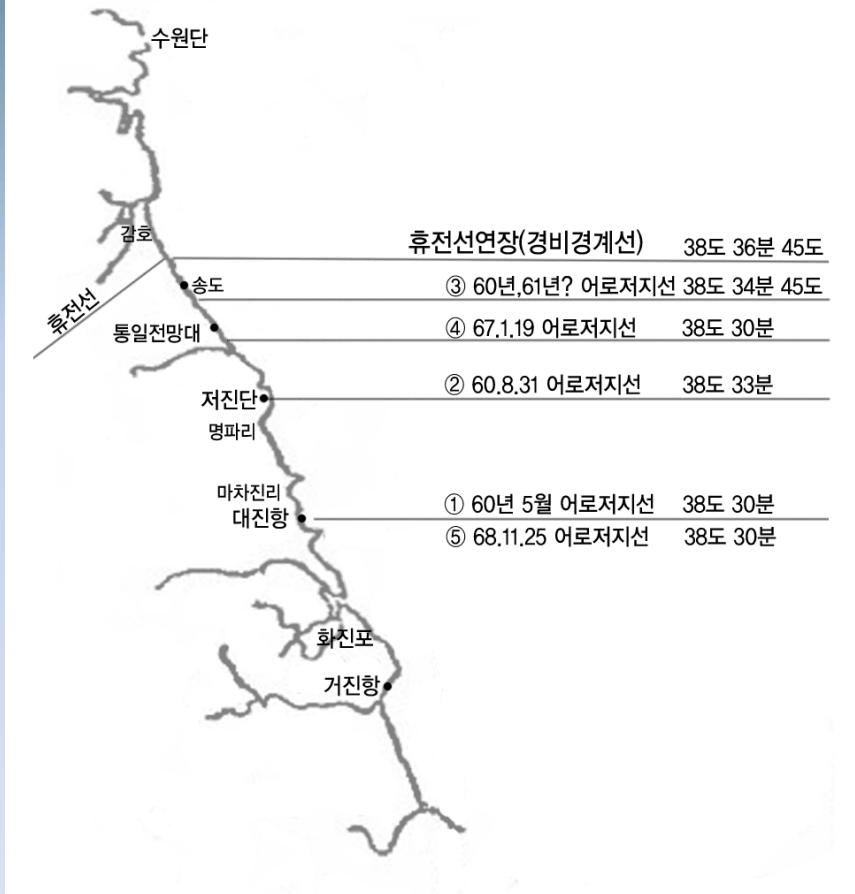 수원단
감호
휴전선연장(경비경계선) 38도 36분 45도
휴전선
송도
③ 60년,61년? 어로저지선 38도 34분 45도
통일전망대
④ 67.1.19 어로저지선 38도 30분
저진단
② 60.8.31 어로저지선 38도 33분
명파리
마차진리
대진항
① 60년 5월 어로저지선 38도 30분
⑤ 68.11.25 어로저지선 38도 30분
화진포
거진항